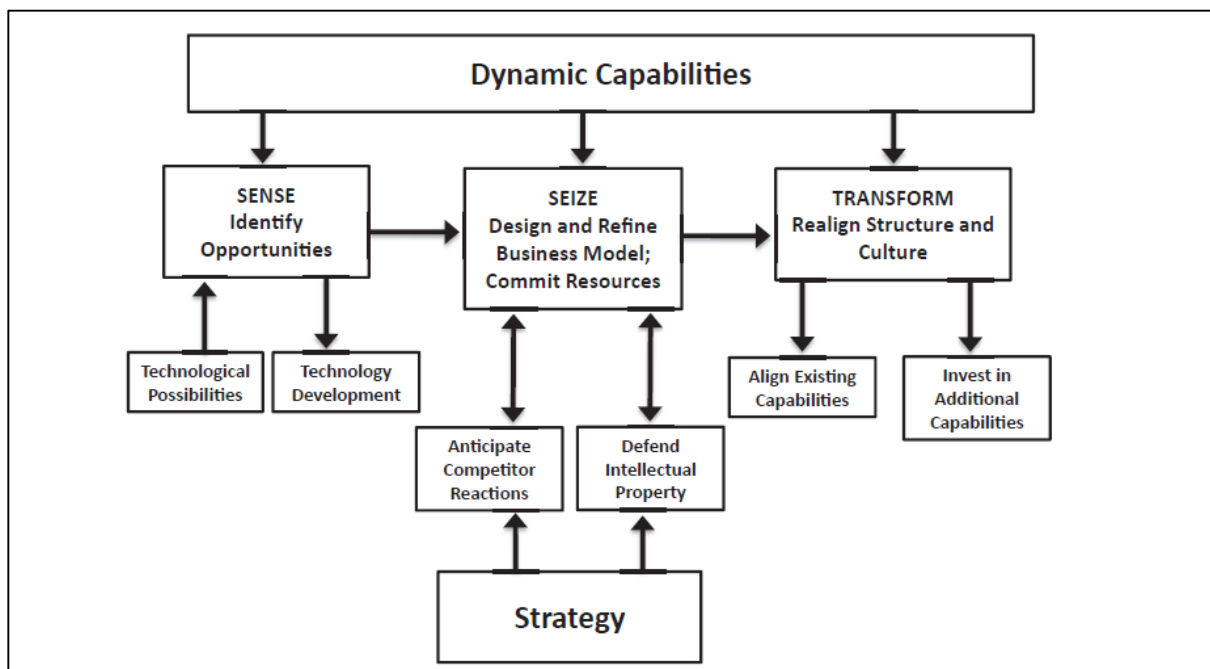 Dynamic Capabilities
SENSE
Identify
Opportunities
SEIZE
Design and Refine
Business Model;
Commit Resources
TRANSFORM
Realign Structure and
Culture
Technological
Possibilities
Technology
Development
Anticipate
Competitor
Reactions
Defend
Intellectual
Property
Align Existing
Capabilities
Invest in
Additional
Capabilities
Strategy